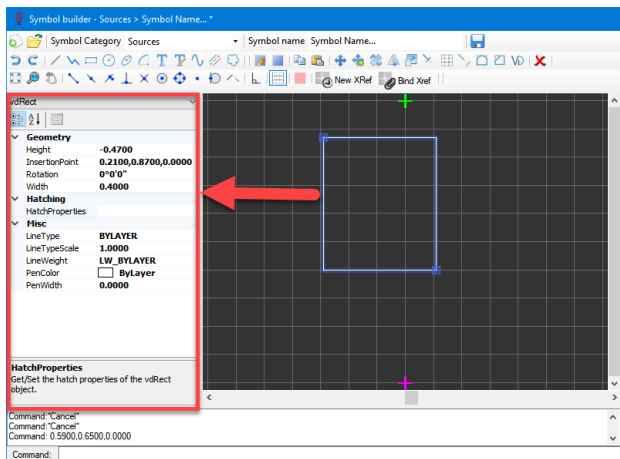 Symbol builder - Sources > Symbol Name... *
Symbol Category Sources Symbol name Symbol Name...
New XRef Bind Xref
vdRect
Geometry
Height -0.4700
InsertionPoint 0.2100,0.8700,0.0000
Rotation 0°0'0"
Width 0.4000
Hatching
HatchProperties
Misc
LineType BYLAYER
LineTypeScale 1.0000
LineWeight LW_BYLAYER
PenColor ByLayer
PenWidth 0.0000
HatchProperties
Get/Set the hatch properties of the vdRect
object.
Command:"Cancel"
Command:"Cancel"
Command: 0.5900,0.6500,0.0000
Command: